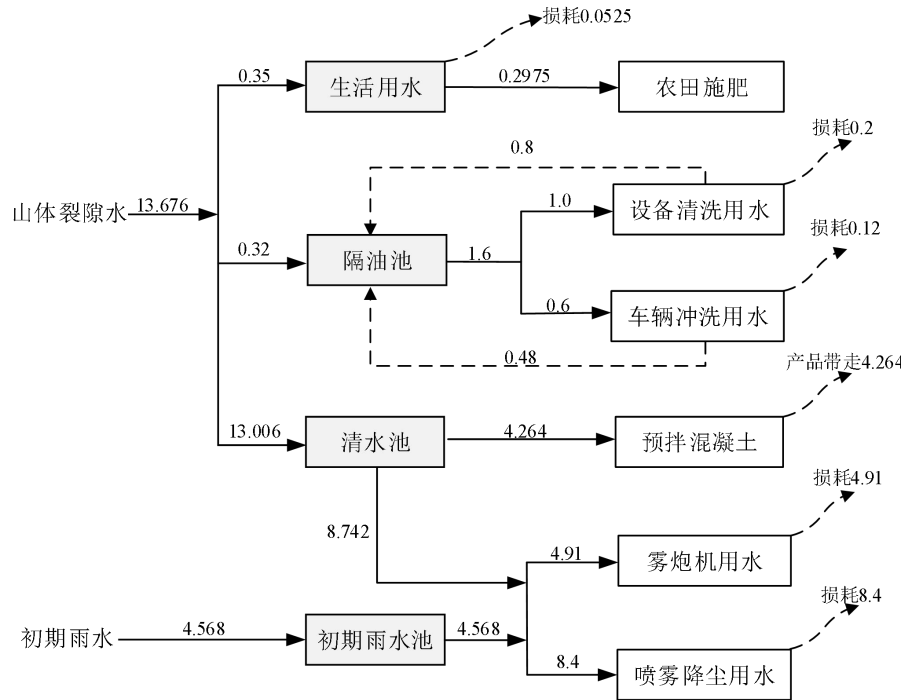 损耗0.0525
0.35
生活用水
0.2975
农田施肥
损耗0.2
0.8
山体裂隙水
13.676
1.0
设备清洗用水
损耗0.12
0.32
隔油池
1.6
0.6
车辆冲洗用水
0.48
产品带走4.264
13.006
清水池
4.264
预拌混凝土
损耗4.91
8.742
4.91
雾炮机用水
损耗8.4
初期雨水
4.568
初期雨水池
4.568
8.4
喷雾降尘用水